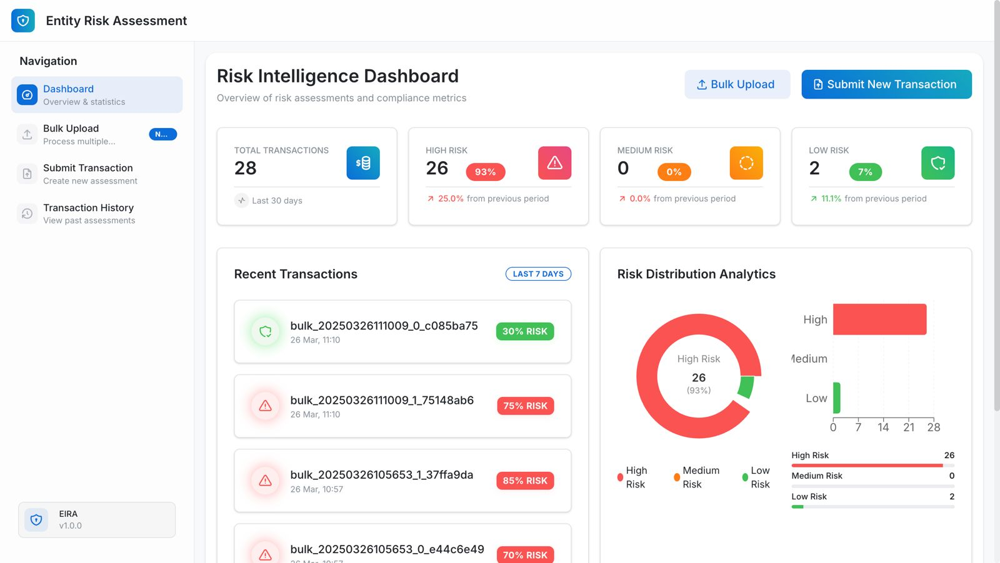 Entity Risk Assessment
Navigation
Dashboard
Overview & statistics
Bulk Upload
Process multiple...
N...
Submit Transaction
Create new assessment
Transaction History
View past assessments
EIRA
v1.0.0
Risk Intelligence Dashboard
Overview of risk assessments and compliance metrics
Bulk Upload
Submit New Transaction
TOTAL TRANSACTIONS
28
Last 30 days
HIGH RISK
26 93%
25.0% from previous period
MEDIUM RISK
0 0%
0.0% from previous period
LOW RISK
2 7%
11.1% from previous period
Recent Transactions
LAST 7 DAYS
bulk_20250326111009_0_c085ba75
26 Mar, 11:10
30% RISK
bulk_20250326111009_1_75148ab6
26 Mar, 11:10
75% RISK
bulk_20250326105653_1_37ffa9da
26 Mar, 10:57
85% RISK
bulk_20250326105653_0_e44c6e49
26 Mar, 10:57
70% RISK
Risk Distribution Analytics
High Risk
26
(93%)
High
Medium
Low
0 7 14 21 28
High Risk
Medium Risk
Low Risk
High Risk 26
Medium Risk 0
Low Risk 2